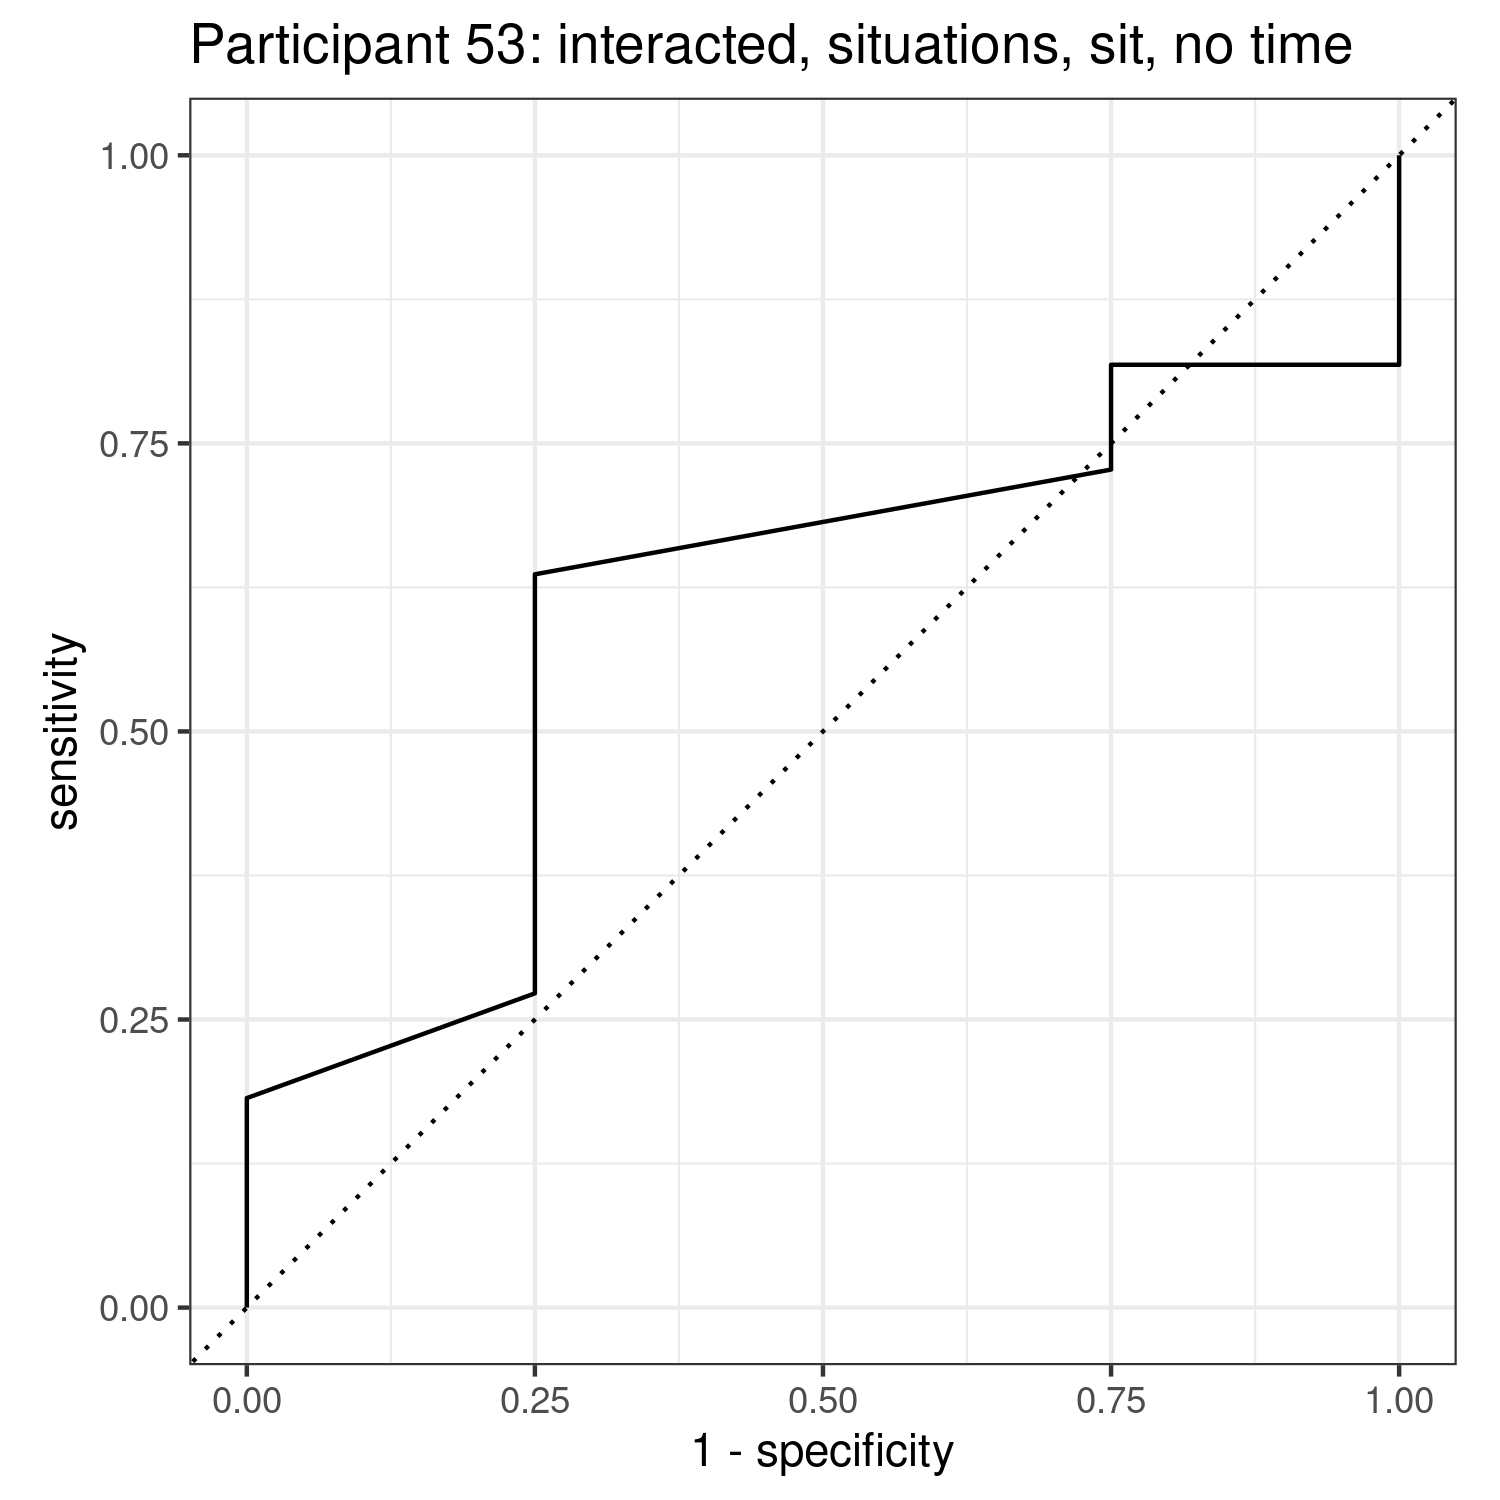 Participant 53: interacted, situations, sit, no time
1.00
0.75
0.50
0.25
0.00
sensitivity
0.00 0.25 0.50 0.75 1.00
1 - specificity